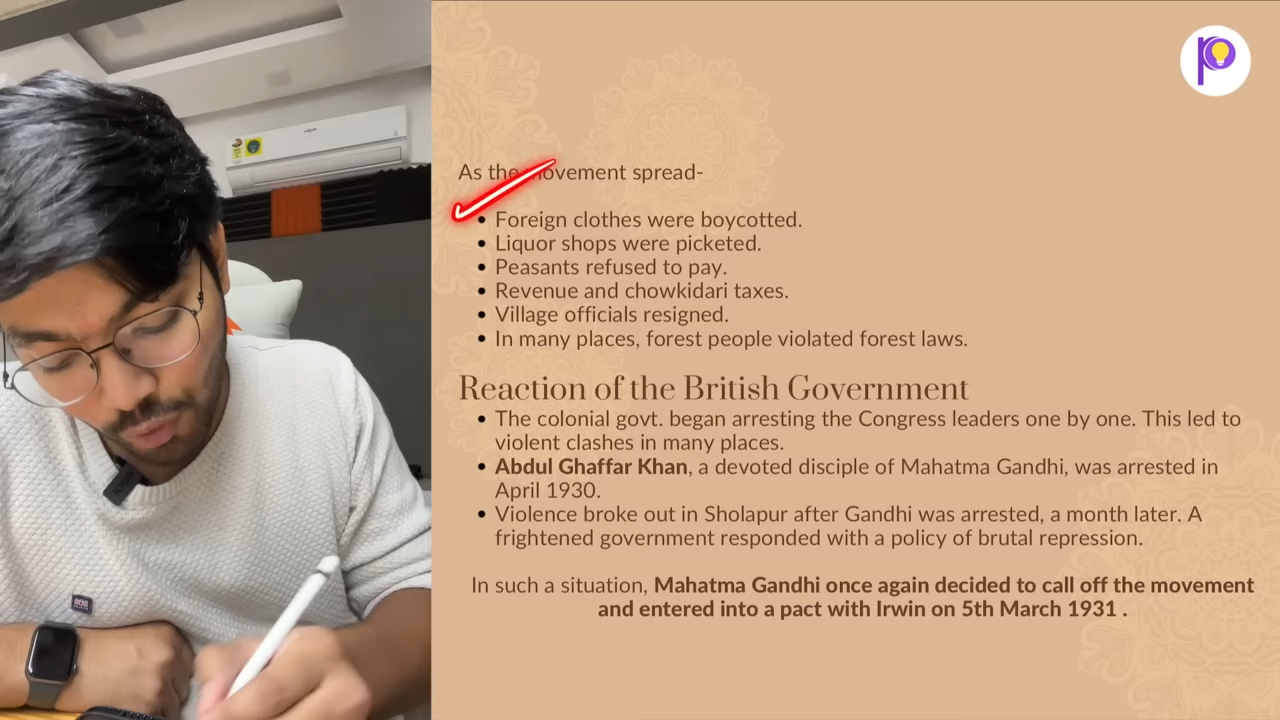 As the movement spread-
• Foreign clothes were boycotted.
• Liquor shops were picketed.
• Peasants refused to pay.
• Revenue and chowkidari taxes.
• Village officials resigned.
• In many places, forest people violated forest laws.
Reaction of the British Government
• The colonial govt. began arresting the Congress leaders one by one. This led to
violent clashes in many places.
• Abdul Ghaffar Khan, a devoted disciple of Mahatma Gandhi, was arrested in
April 1930.
• Violence broke out in Sholapur after Gandhi was arrested, a month later. A
frightened government responded with a policy of brutal repression.
In such a situation, Mahatma Gandhi once again decided to call off the movement
and entered into a pact with Irwin on 5th March 1931 .